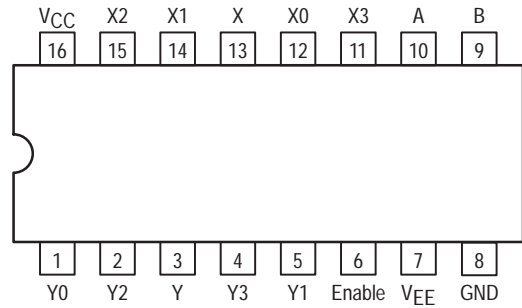 VCC X2 X1 X X0 X3 A B
16 15 14 13 12 11 10 9
1 2 3 4 5 6 7 8
Y0 Y2 Y Y3 Y1 Enable VEE GND